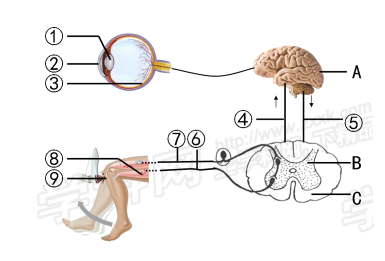 ①
②
③
A
④
⑤
⑦ ⑥
⑧
⑨
B
C